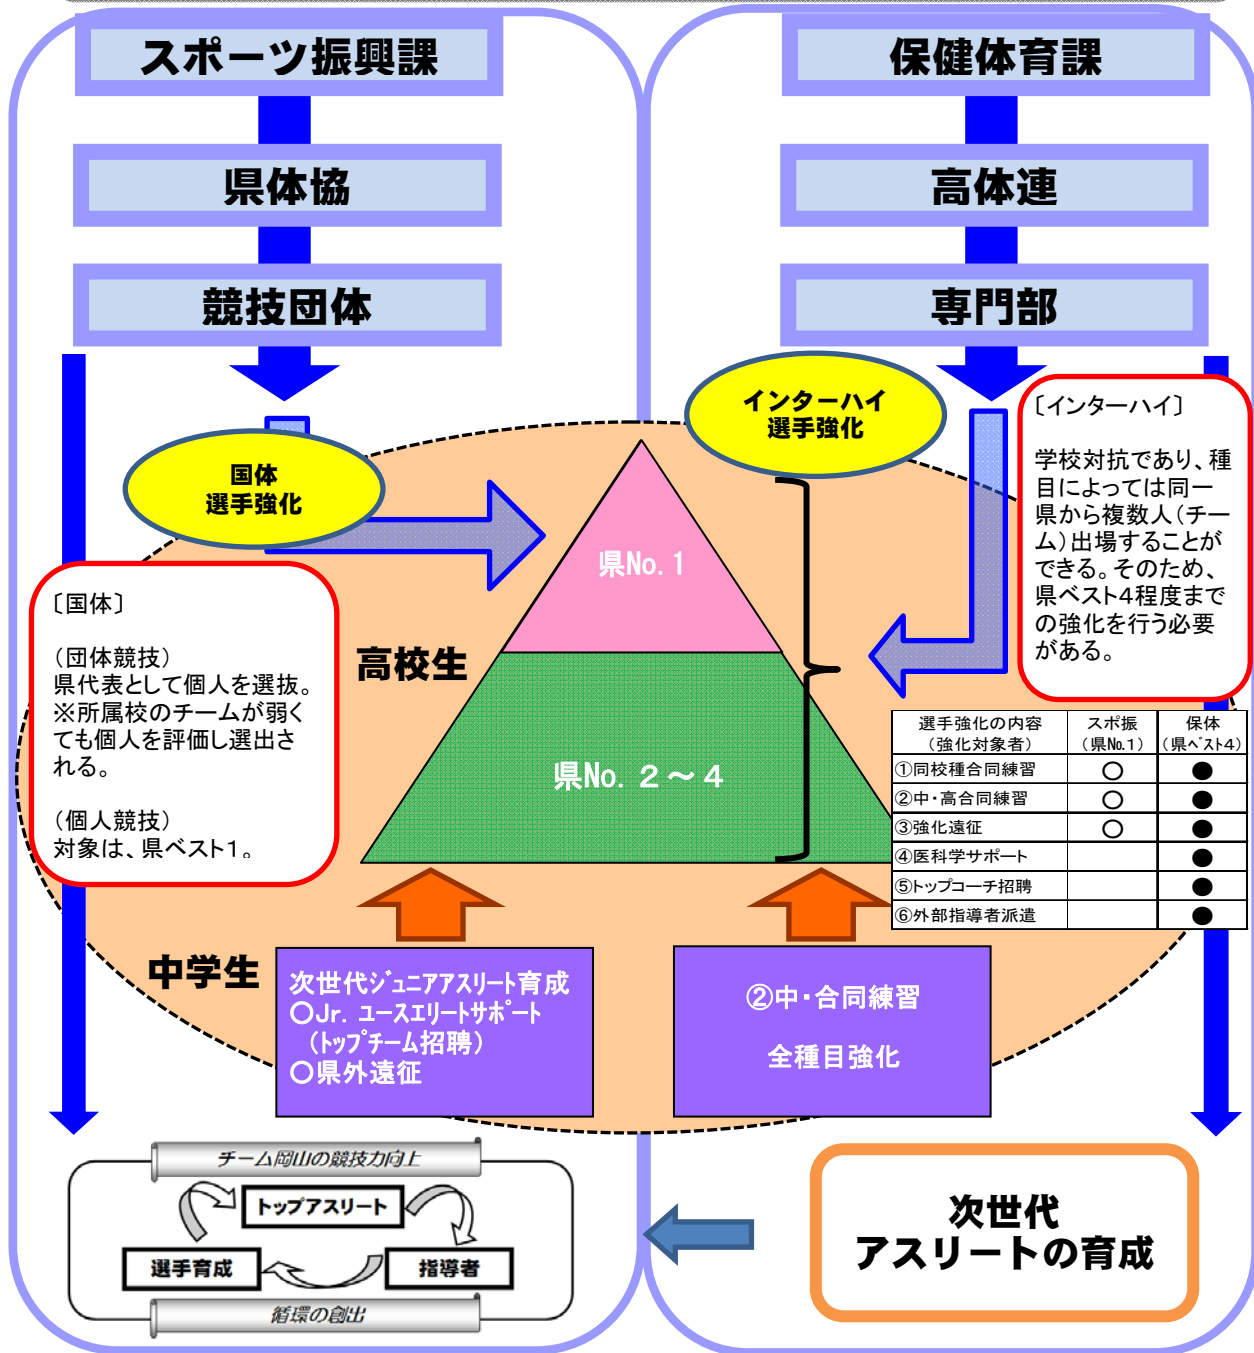 スポーツ振興課
県体協
競技団体
国体
選手強化
〔国体〕
(団体競技)
県代表として個人を選抜。
※所属校のチームが弱く
ても個人を評価し選出さ
れる。
(個人競技)
対象は、県ベスト1。
保健体育課
高体連
専門部
インターハイ
選手強化
〔インターハイ〕
学校対抗であり、種
目によっては同一
県から複数人(チー
ム)出場することが
できる。そのため、
県ベスト4程度まで
の強化を行う必要
がある。
高校生
県No.1
県No.2~4
選手強化の内容 スポ振 保体
(強化対象者) (県No.1) (県ベスト4)
①同校種合同練習 ○ ●
②中・高合同練習 ○ ●
③強化遠征 ○ ●
④医科学サポート ●
⑤トップコーチ招聘 ●
⑥外部指導者派遣 ●
中学生
次世代ジュニアアスリート育成
○Jr.ユースエリートサポート
(トップチーム招聘)
○県外遠征
②中・合同練習
全種目強化
チーム岡山の競技力向上
トップアスリート
選手育成
指導者
循環の創出
次世代
アスリートの育成